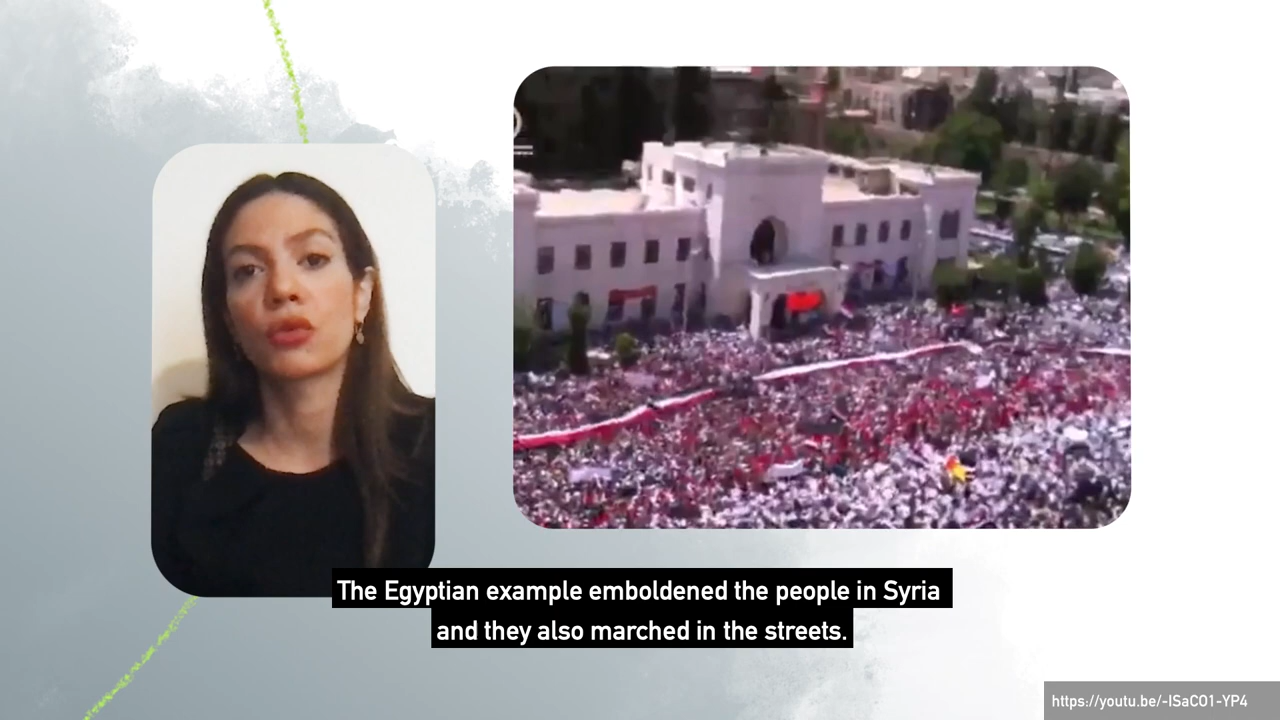 The Egyptian example emboldened the people in Syria
and they also marched in the streets.
https://youtu.be/-ISaCO1-YP4